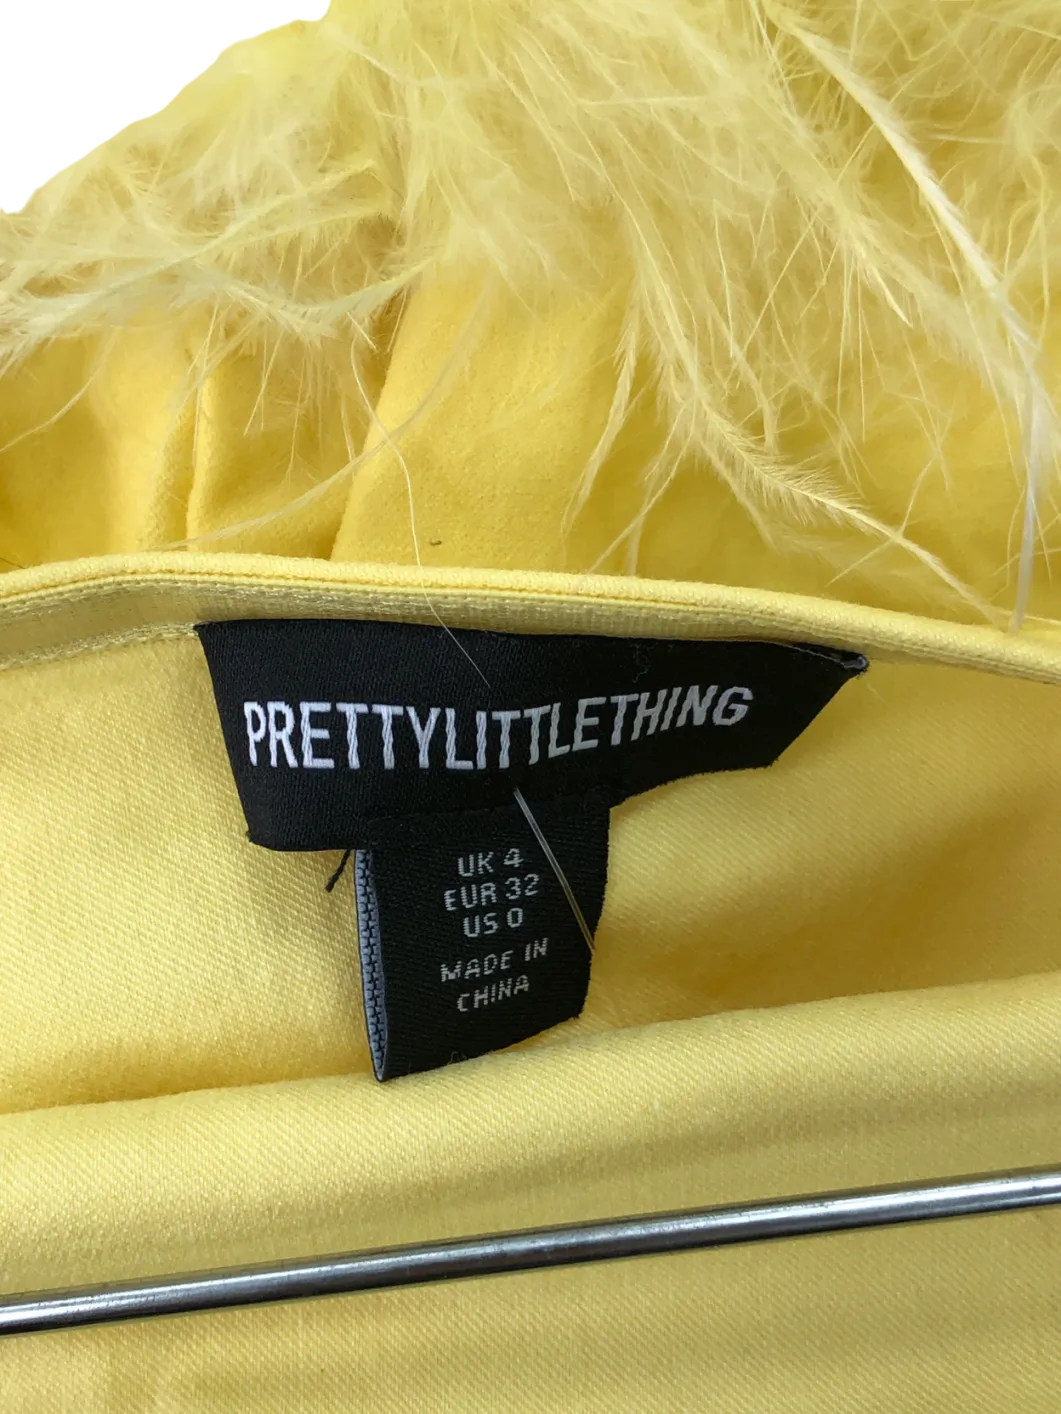 PRETTYLITTLETHING
UK 4
EUR 32
US 0
MADE IN
CHINA